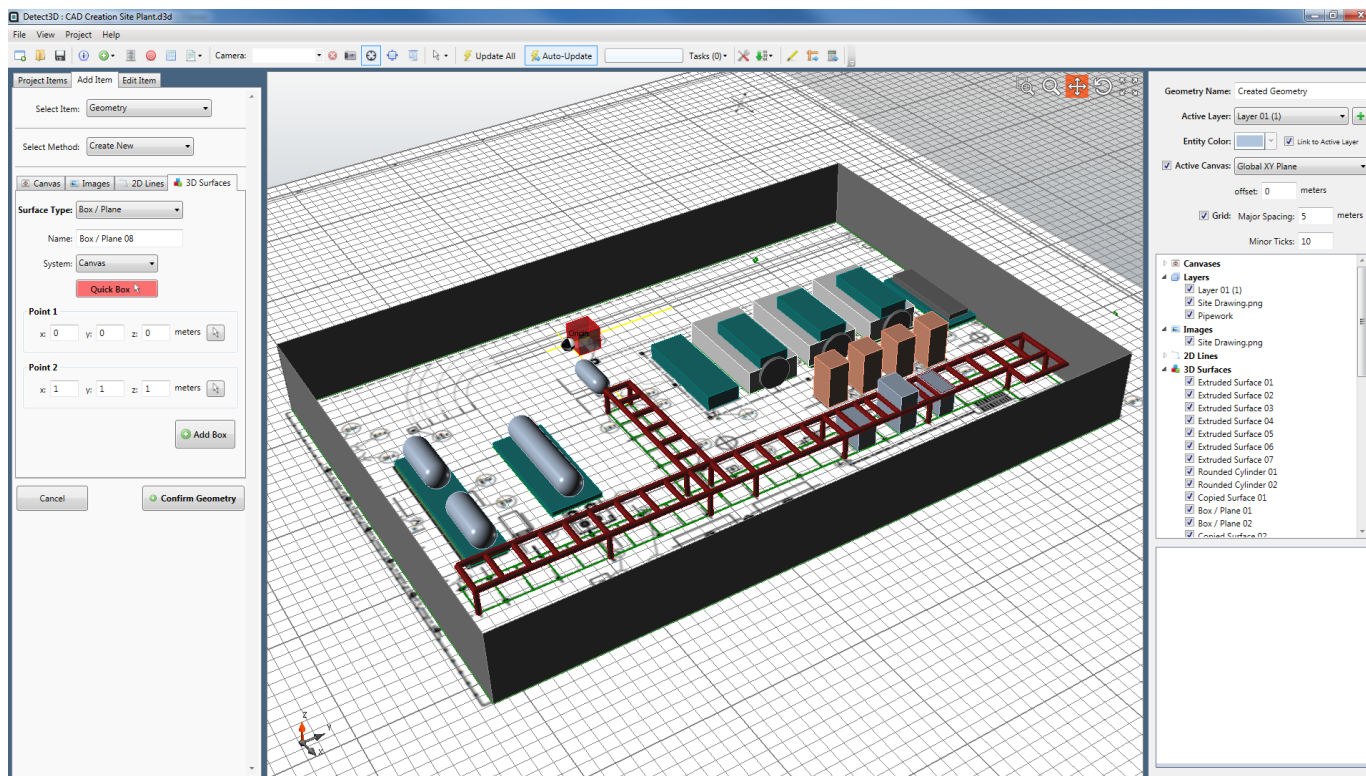 Detect3D : CAD Creation Site Plant.d3d
File View Project Help
Camera: Update All Auto-Update Tasks (0)
Project Items Add Item Edit Item
Select Item: Geometry
Select Method: Create New
Canvas Images 2D Lines 3D Surfaces
Surface Type: Box / Plane
Name: Box / Plane 08
System: Canvas
Quick Box
Point 1
x: 0 y: 0 z: 0 meters
Point 2
x: 1 y: 1 z: 1 meters
Add Box
Cancel Confirm Geometry
Origin
Z
Y
X
Geometry Name: Created Geometry
Active Layer: Layer 01 (1)
Entity Color: Link to Active Layer
Active Canvas: Global XY Plane
offset: 0 meters
Grid: Major Spacing: 5 meters
Minor Ticks: 10
Canvases
Layers
Layer 01 (1)
Site Drawing.png
Pipework
Images
Site Drawing.png
2D Lines
3D Surfaces
Extruded Surface 01
Extruded Surface 02
Extruded Surface 03
Extruded Surface 04
Extruded Surface 05
Extruded Surface 06
Extruded Surface 07
Rounded Cylinder 01
Rounded Cylinder 02
Copied Surface 01
Box / Plane 01
Box / Plane 02
Copied Surface 02